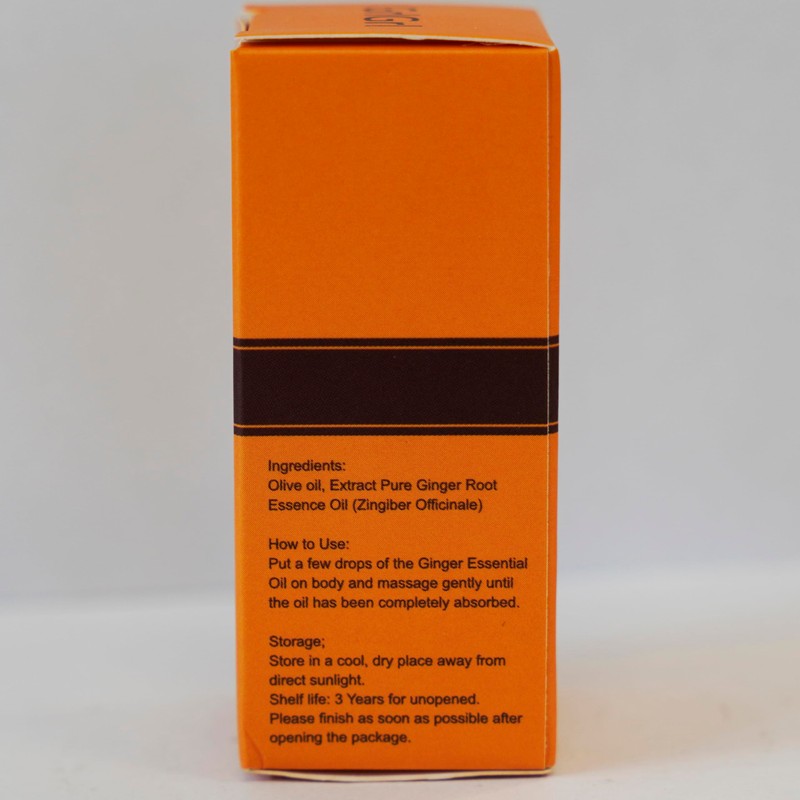 Ingredients:
Olive oil, Extract Pure Ginger Root
Essence Oil (Zingiber Officinale)
How to Use:
Put a few drops of the Ginger Essential
Oil on body and massage gently until
the oil has been completely absorbed.
Storage;
Store in a cool, dry place away from
direct sunlight.
Shelf life: 3 Years for unopened.
Please finish as soon as possible after
opening the package.